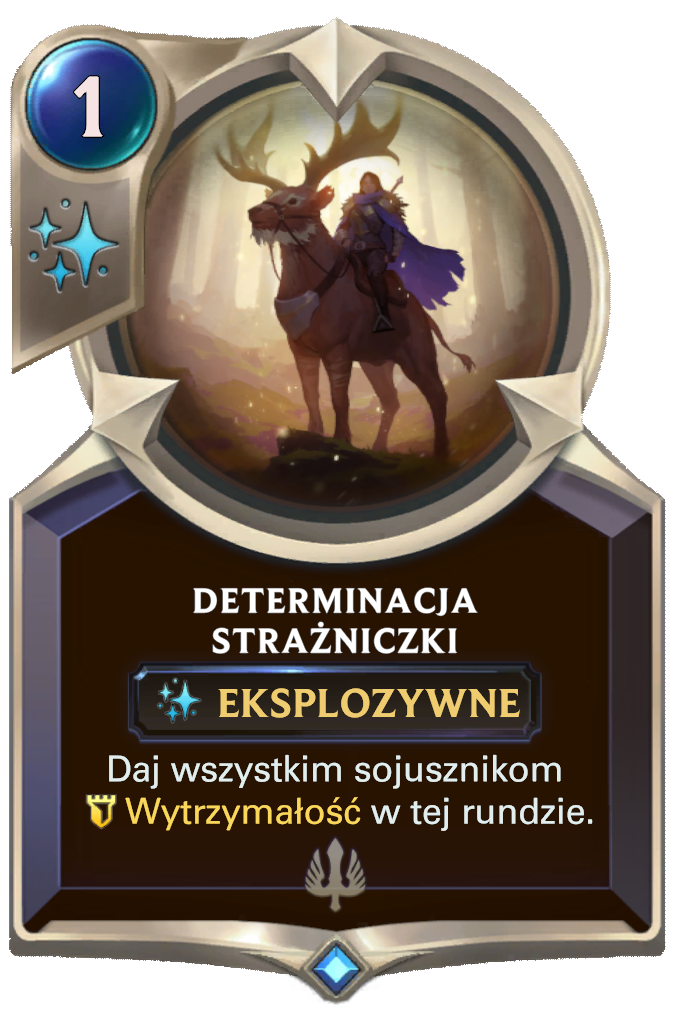 1
DETERMINACJA
STRAŻNICZKI
EKSPLOZYWNE
Daj wszystkim sojusznikom
Wytrzymałość w tej rundzie.